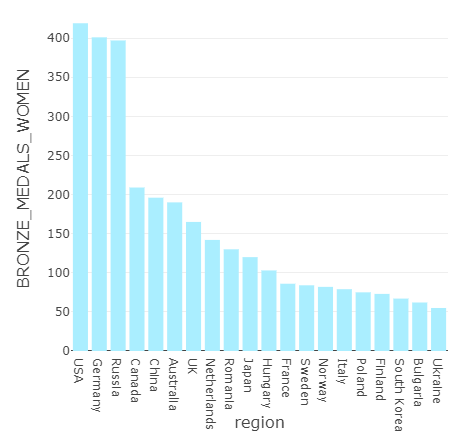 BRONZE_MEDALS_WOMEN
400
350
300
250
200
150
100
50
0
USA
Germany
Russia
Canada
China
Australia
UK
Netherlands
Romania
Japan
Hungary
France
Sweden
Norway
Italy
Poland
Finland
South Korea
Bulgaria
Ukraine
region